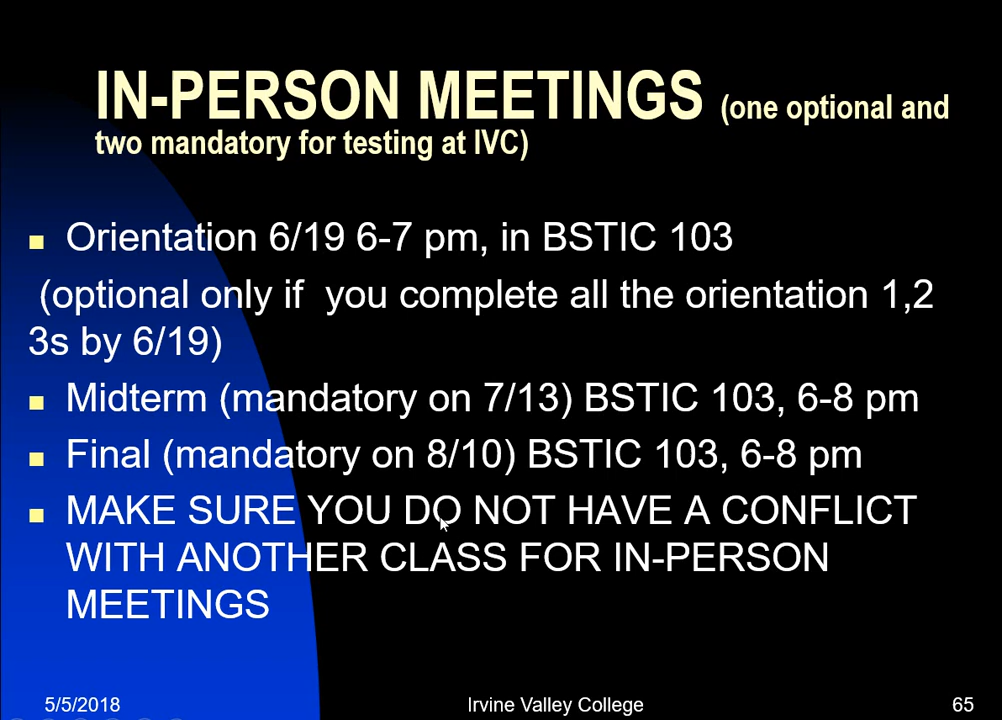 IN-PERSON MEETINGS (one optional and
two mandatory for testing at IVC)
Orientation 6/19 6-7 pm, in BSTIC 103
(optional only if you complete all the orientation 1,2
3s by 6/19)
Midterm (mandatory on 7/13) BSTIC 103, 6-8 pm
Final (mandatory on 8/10) BSTIC 103, 6-8 pm
MAKE SURE YOU DO NOT HAVE A CONFLICT
WITH ANOTHER CLASS FOR IN-PERSON
MEETINGS
5/5/2018 Irvine Valley College 65